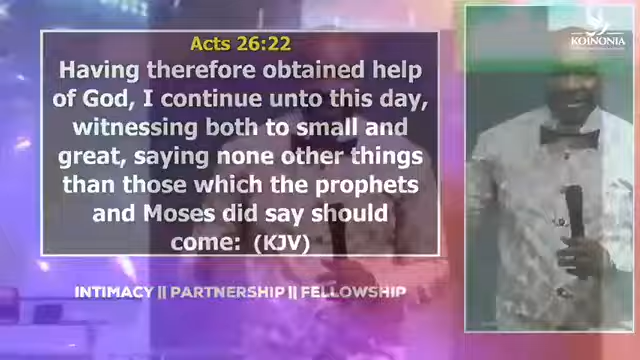 Acts 26:22
Having therefore obtained help
of God, I continue unto this day,
witnessing both to small and
great, saying none other things
than those which the prophets
and Moses did say should
come: (KJV)
INTIMACY || PARTNERSHIP || FELLOWSHIP
KOINONIA